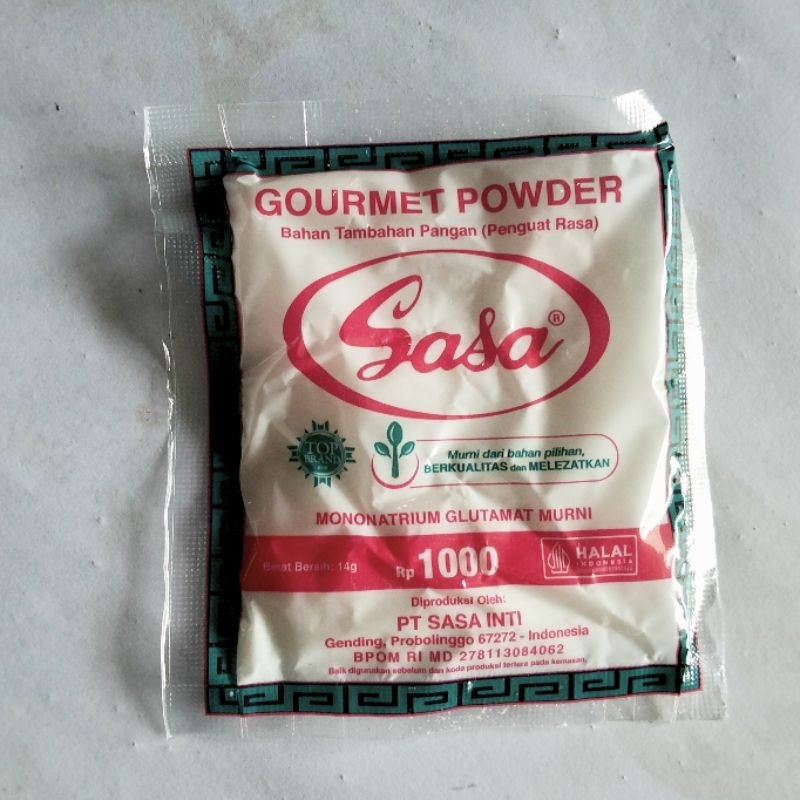 GOURMET POWDER
Bahan Tambahan Pangan (Penguat Rasa)
Sasa®
TOP
BRAND
Murni dari bahan pilihan,
BERKUALITAS dan MELEZATKAN
MONONATRIUM GLUTAMAT MURNI
Berat Bersih: 14g
Rp 1000
HALAL
INDONESIA
Diproduksi Oleh:
PT SASA INTI
Gending, Probolinggo 67272 - Indonesia
BPOM RI MD 278113084062
Baik digunakan sebelum dan kode produksi tertera pada kemasan.